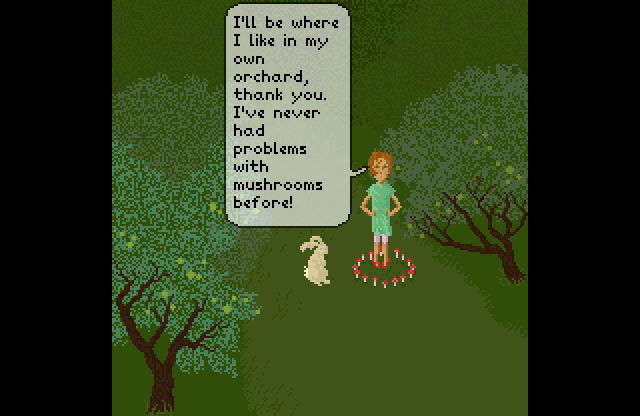 I'll be where
I like in my
own
orchard,
thank you.
I've never
had
problems
with
mushrooms
before!